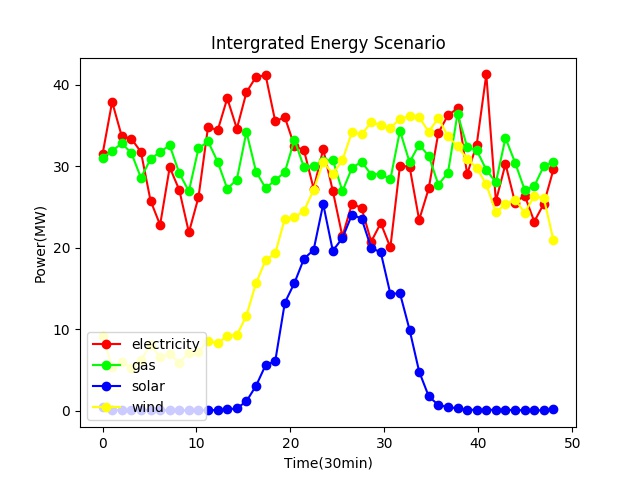 Intergrated Energy Scenario
Power(MW)
40
30
20
10
0
electricity
gas
solar
wind
0 10 20 30 40 50
Time(30min)